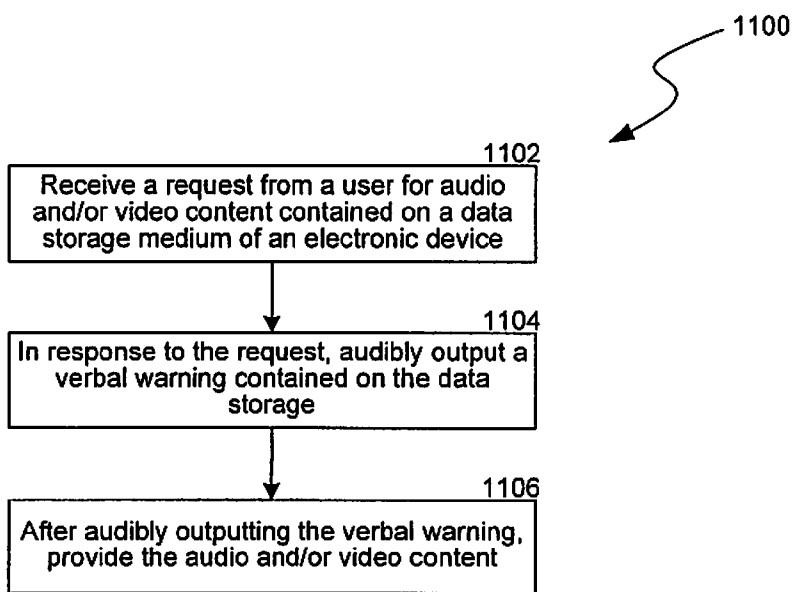 1100
1102
Receive a request from a user for audio
and/or video content contained on a data
storage medium of an electronic device
1104
In response to the request, audibly output a
verbal warning contained on the data
storage
1106
After audibly outputting the verbal warning,
provide the audio and/or video content